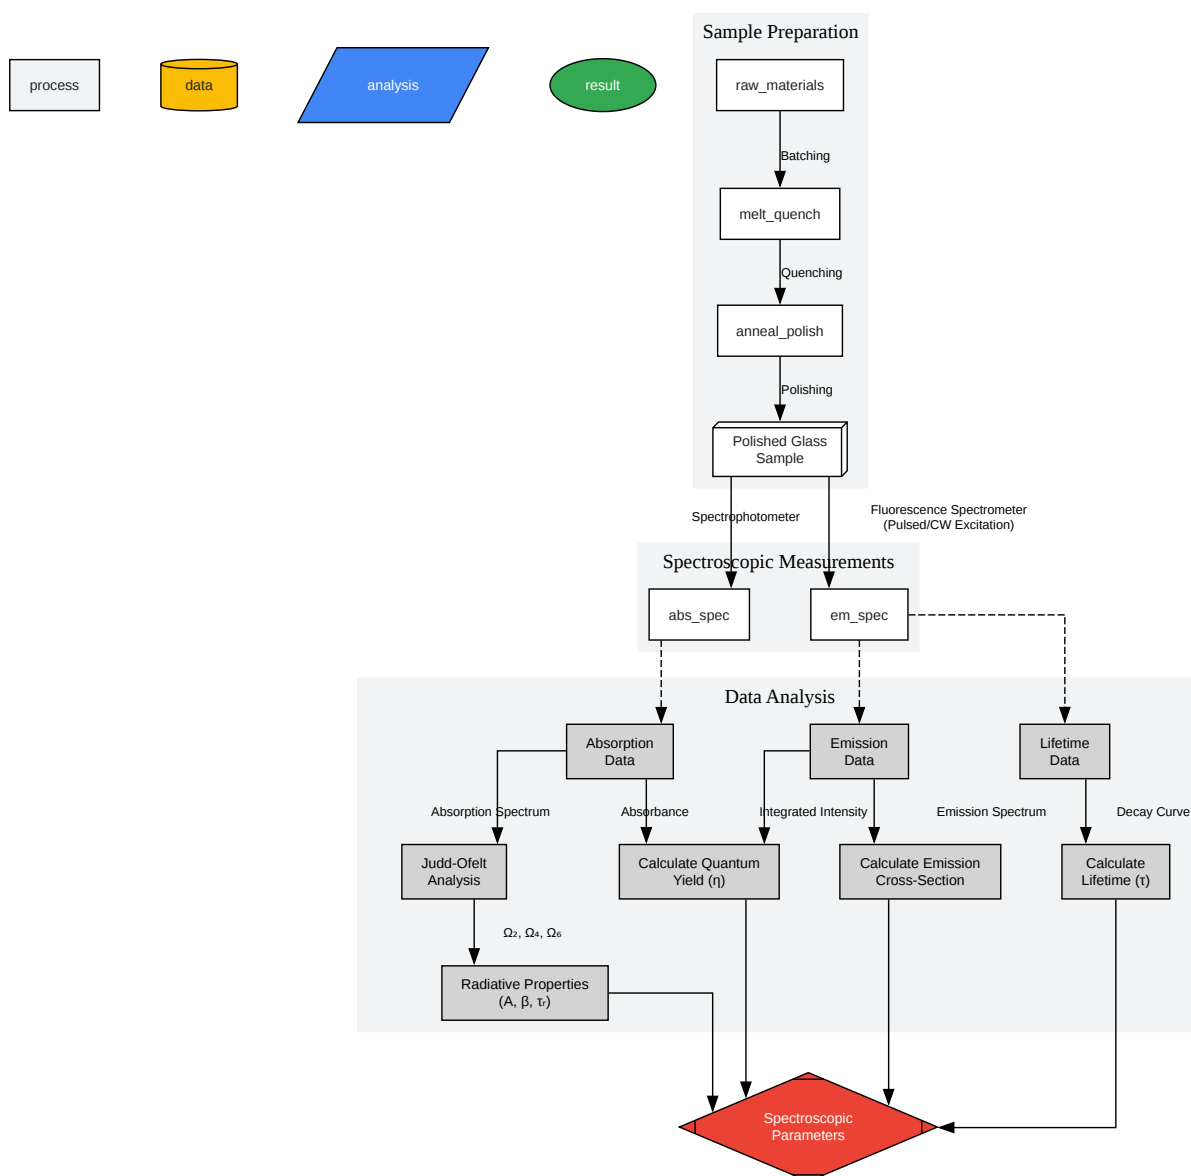 Sample Preparation
process
data
analysis
result
raw_materials
Batching
melt_quench
Quenching
anneal_polish
Polishing
Polished Glass
Sample
Spectrophotometer
Fluorescence Spectrometer
(Pulsed/CW Excitation)
Spectroscopic Measurements
abs_spec
em_spec
Data Analysis
Absorption
Data
Emission
Data
Lifetime
Data
Absorption Spectrum
Absorbance
Integrated Intensity
Emission Spectrum
Decay Curve
Judd-Ofelt
Analysis
Calculate Quantum
Yield (η)
Calculate Emission
Cross-Section
Calculate
Lifetime (τ)
Ω₂, Ω₄, Ω₆
Radiative Properties
(A, β, τᵣ)
Spectroscopic
Parameters